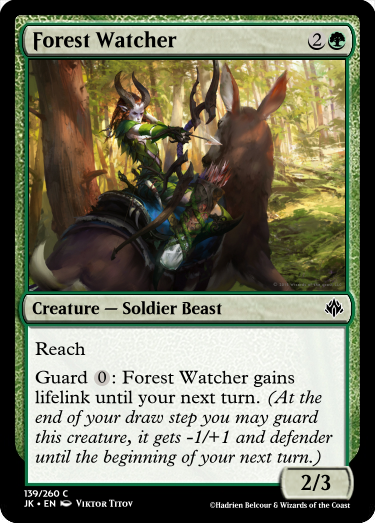 Forest Watcher 2
Creature — Soldier Beast
Reach
Guard 0: Forest Watcher gains
lifelink until your next turn. (At the
end of your draw step you may guard
this creature, it gets -1/+1 and defender
until the beginning of your next turn.)
2/3
139/260 C
JK • EN Viktor Titov
©Hadrien Belcour & Wizards of the Coast